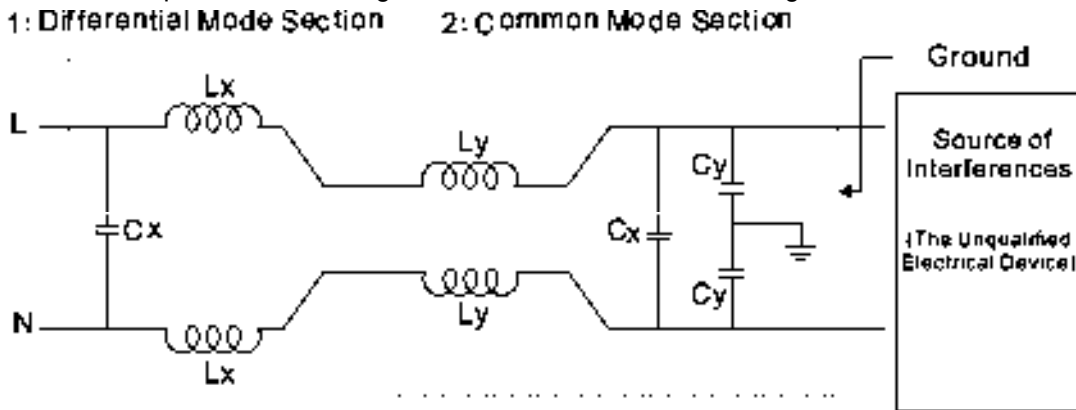 1: Differential Mode Section 2: Common Mode Section
Ground
Lx
L
Ly
Source of
Interferences
Cy
Cx
Cx
(The Unqualified
Electrical Device)
Cy
Ly
N
Lx